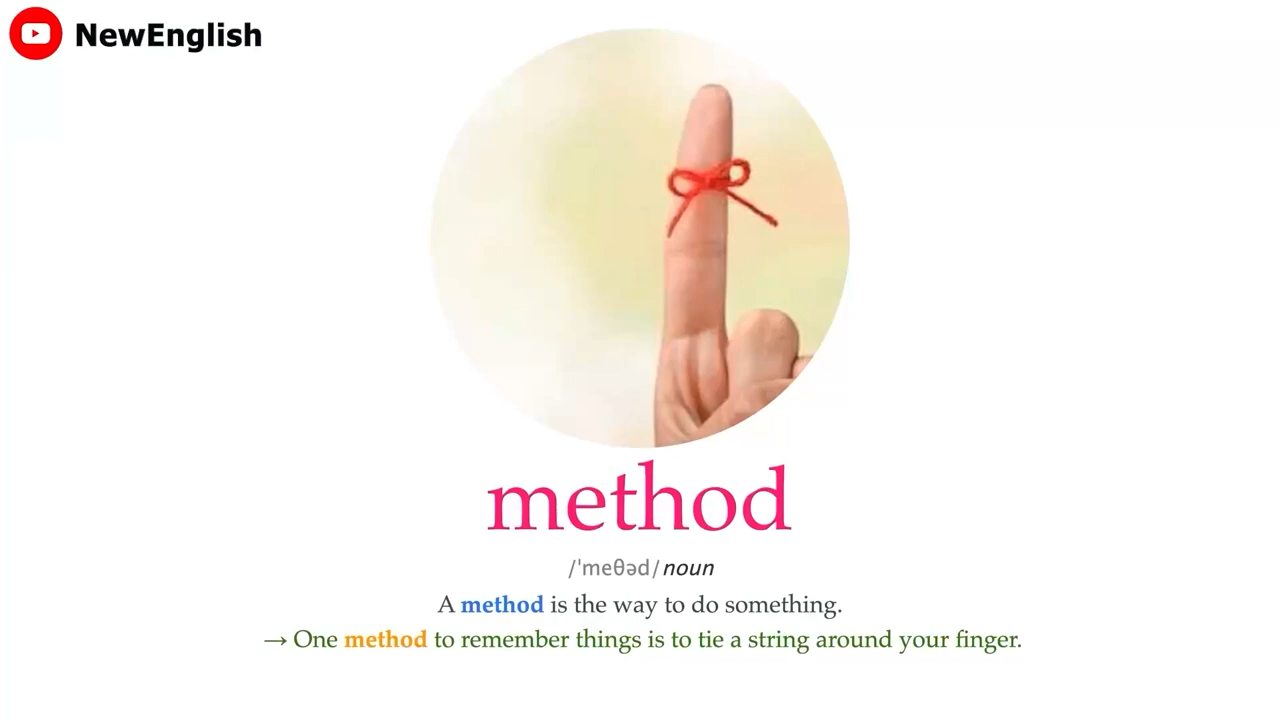 NewEnglish
method
/ˈmeθəd/noun
A method is the way to do something.
→ One method to remember things is to tie a string around your finger.